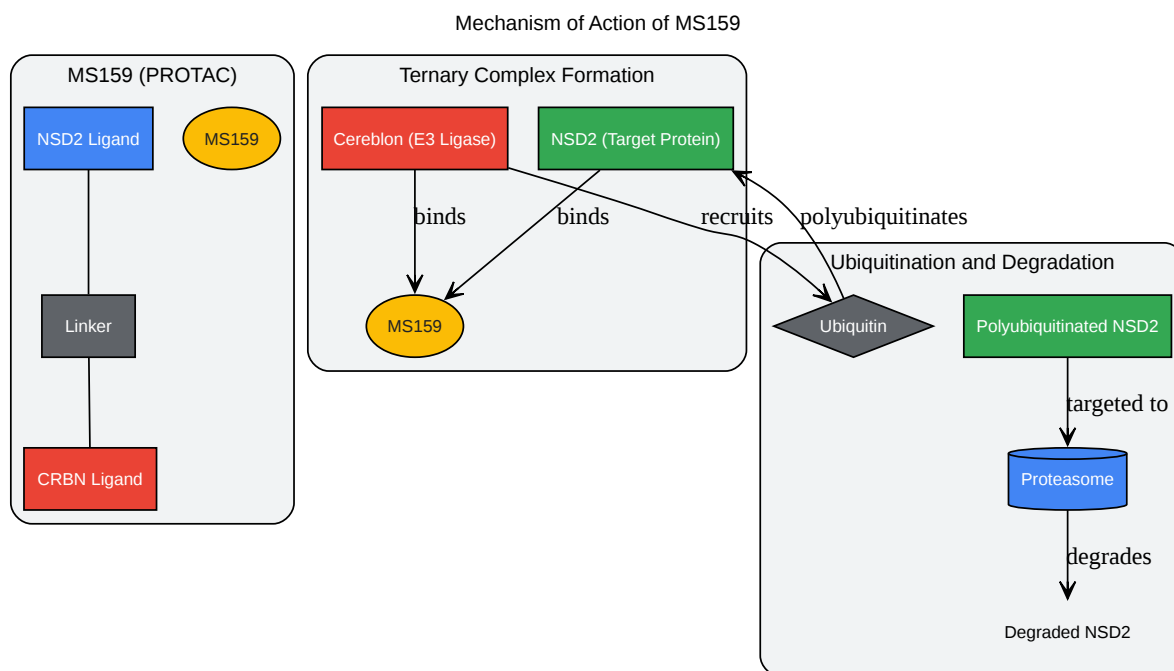 Mechanism of Action of MS159
MS159 (PROTAC)
NSD2 Ligand
MS159
Linker
CRBN Ligand
Ternary Complex Formation
Cereblon (E3 Ligase)
NSD2 (Target Protein)
binds
binds
recruits
polyubiquitinates
MS159
Ubiquitination and Degradation
Ubiquitin
Polyubiquitinated NSD2
targeted to
Proteasome
degrades
Degraded NSD2